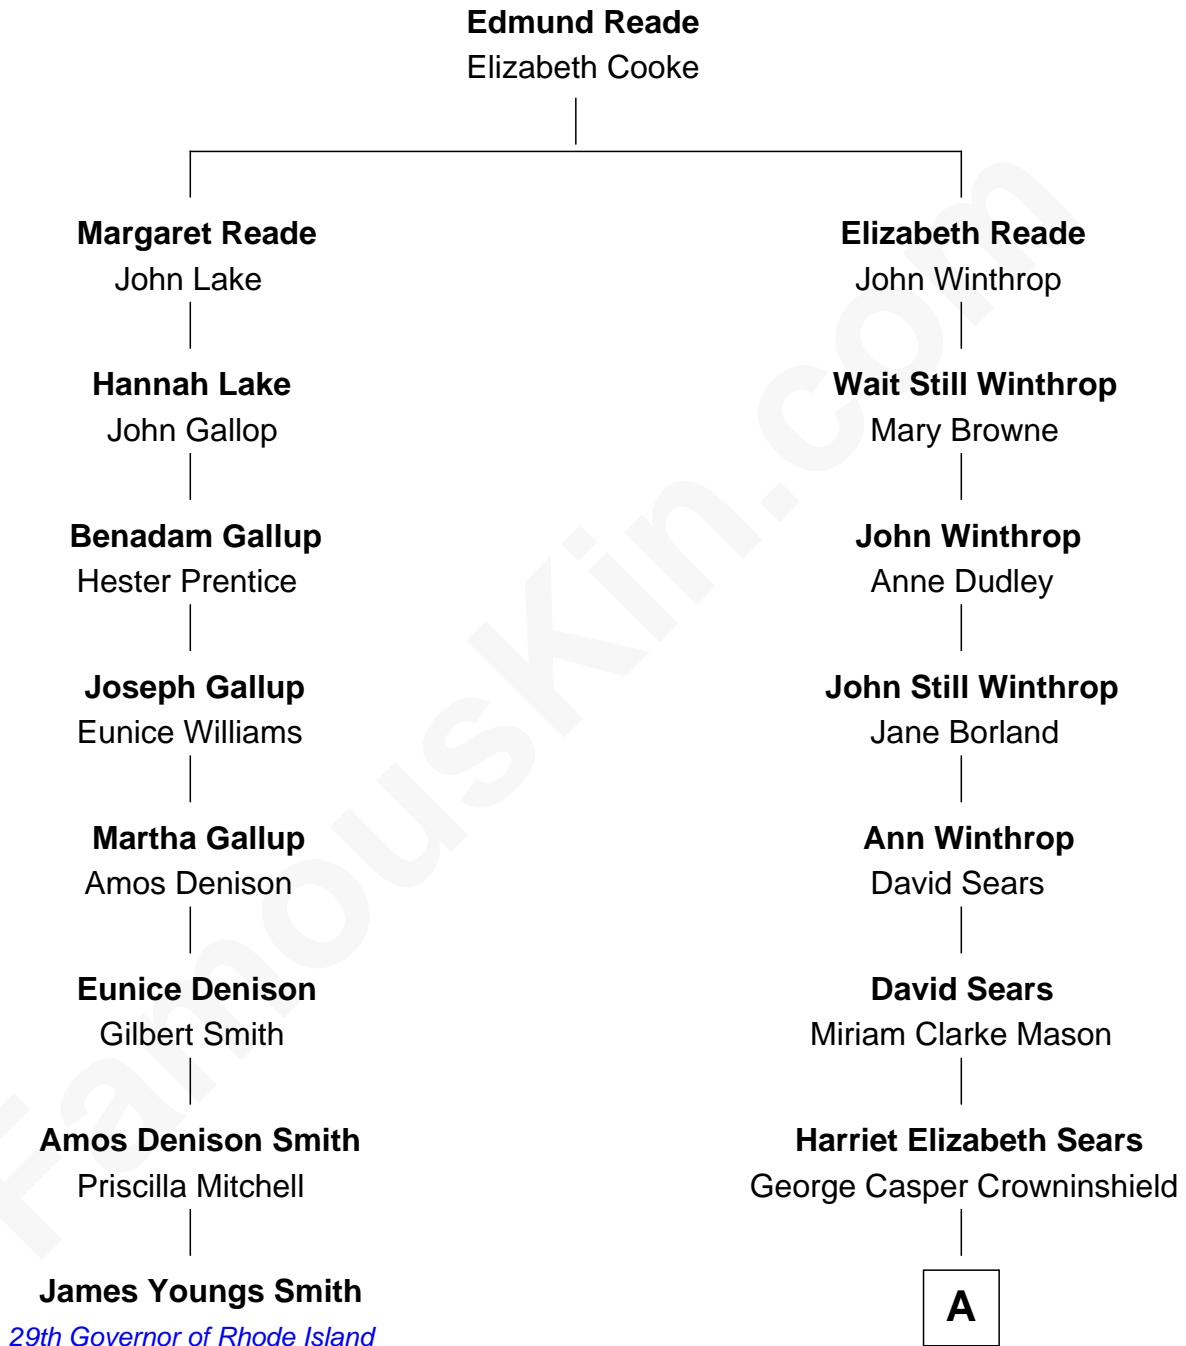 Edmund Reade
Elizabeth Cooke
Margaret Reade
John Lake
Elizabeth Reade
John Winthrop
Hannah Lake
John Gallop
Wait Still Winthrop
Mary Browne
Benadam Gallup
Hester Prentice
John Winthrop
Anne Dudley
Joseph Gallup
Eunice Williams
John Still Winthrop
Jane Borland
Martha Gallup
Amos Denison
Ann Winthrop
David Sears
Eunice Denison
Gilbert Smith
David Sears
Miriam Clarke Mason
Amos Denison Smith
Priscilla Mitchell
Harriet Elizabeth Sears
George Casper Crowninshield
James Youngs Smith
29th Governor of Rhode Island
A
FamousKin.com